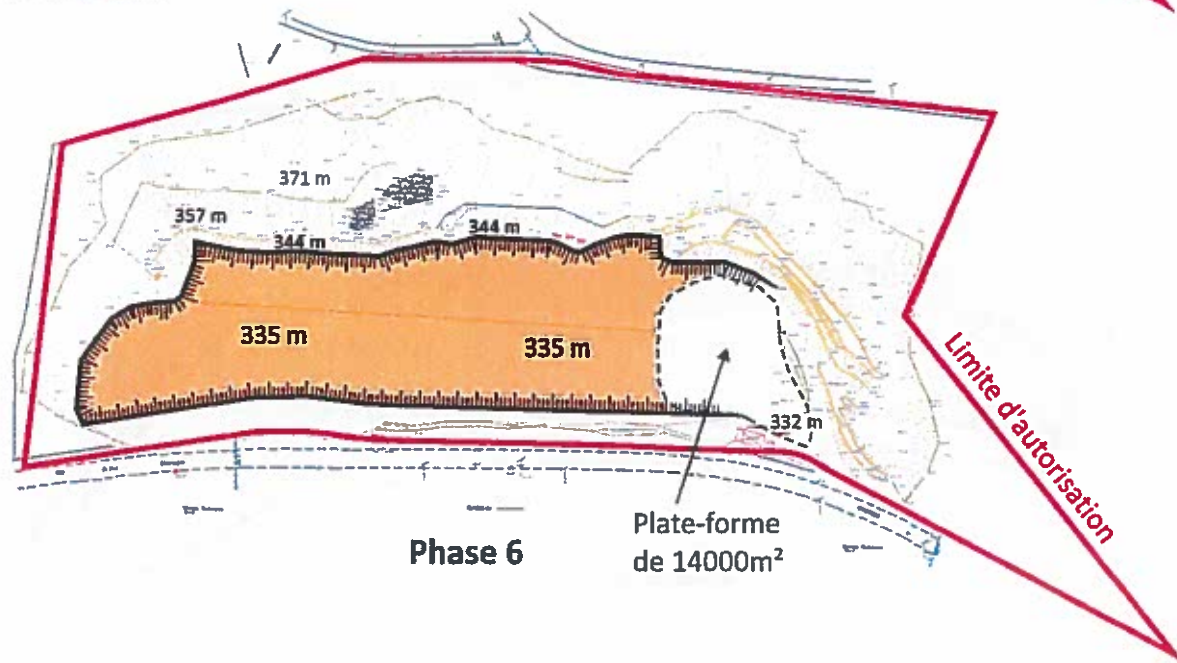 371 m
357 m
344 m
344 m
335 m
335 m
332 m
Limite d'autorisation
Plate-forme
de 14000m²
Phase 6